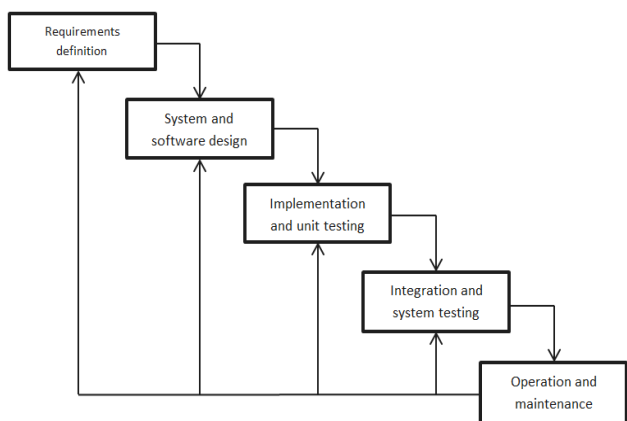 Requirements
definition
System and
software design
Implementation
and unit testing
Integration and
system testing
Operation and
maintenance